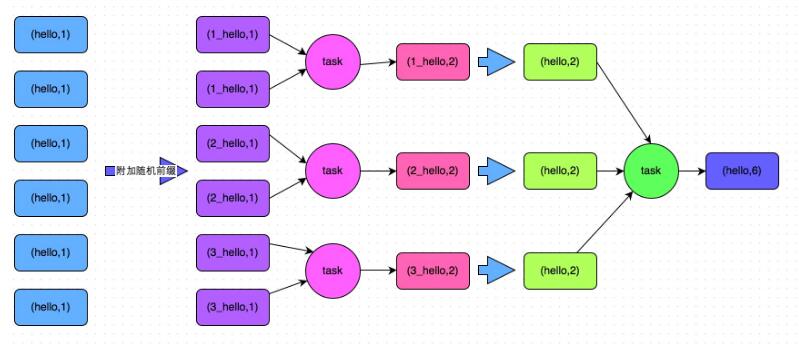 (hello,1)
(hello,1)
(hello,1)
(hello,1)
(hello,1)
(hello,1)
附加随机前缀
(1_hello,1)
(1_hello,1)
(2_hello,1)
(2_hello,1)
(3_hello,1)
(3_hello,1)
task
task
task
(1_hello,2)
(2_hello,2)
(3_hello,2)
(hello,2)
(hello,2)
(hello,2)
task
(hello,6)